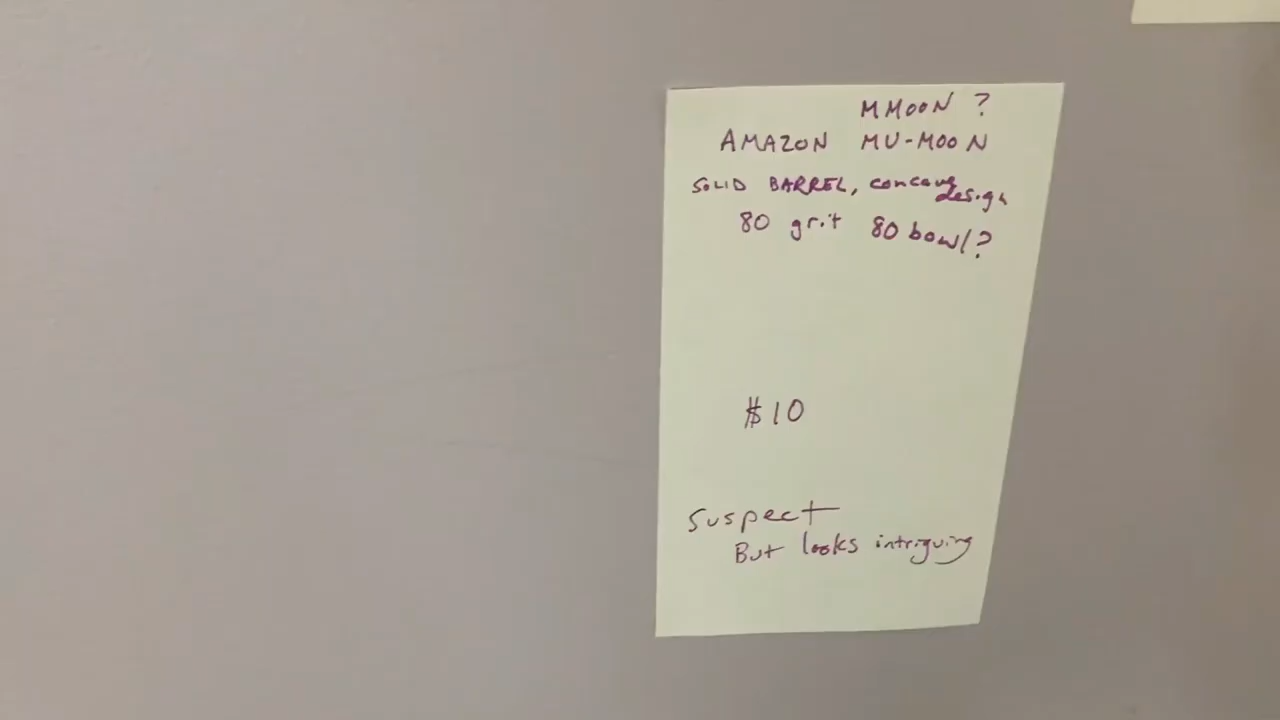 MMOON ?
AMAZON MU-MOON
SOLID BARREL, concave design
80 grit 80 bowl?
$10
Suspect
But looks intriguing